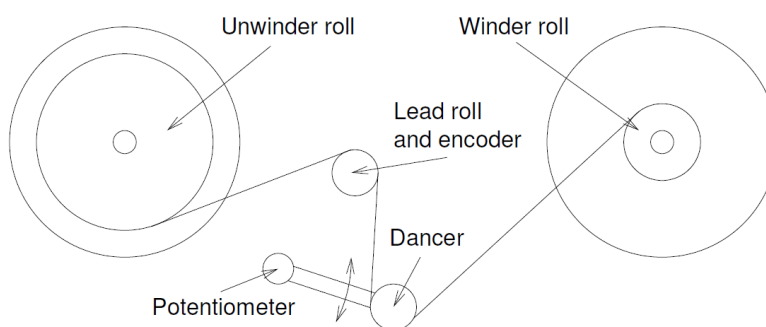 Unwinder roll
Winder roll
Lead roll
and encoder
Dancer
Potentiometer